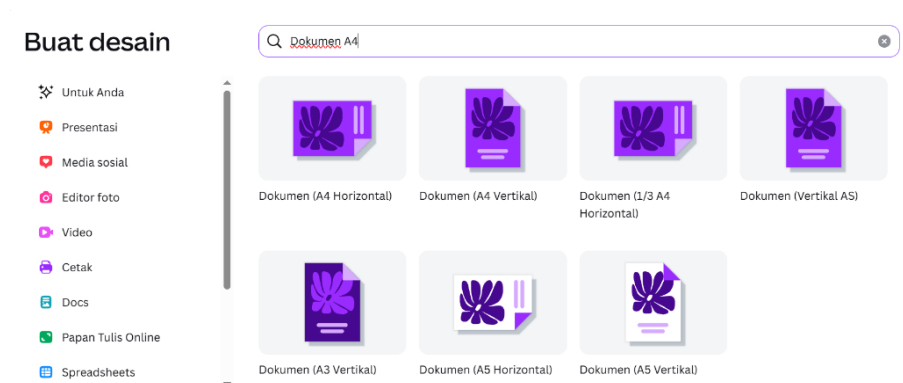 Buat desain
Dokumen A4
Untuk Anda
Presentasi
Media sosial
Editor foto
Video
Cetak
Docs
Papan Tulis Online
Spreadsheets
Dokumen (A4 Horizontal)
Dokumen (A4 Vertikal)
Dokumen (1/3 A4
Horizontal)
Dokumen (Vertikal AS)
Dokumen (A3 Vertikal)
Dokumen (A5 Horizontal)
Dokumen (A5 Vertikal)